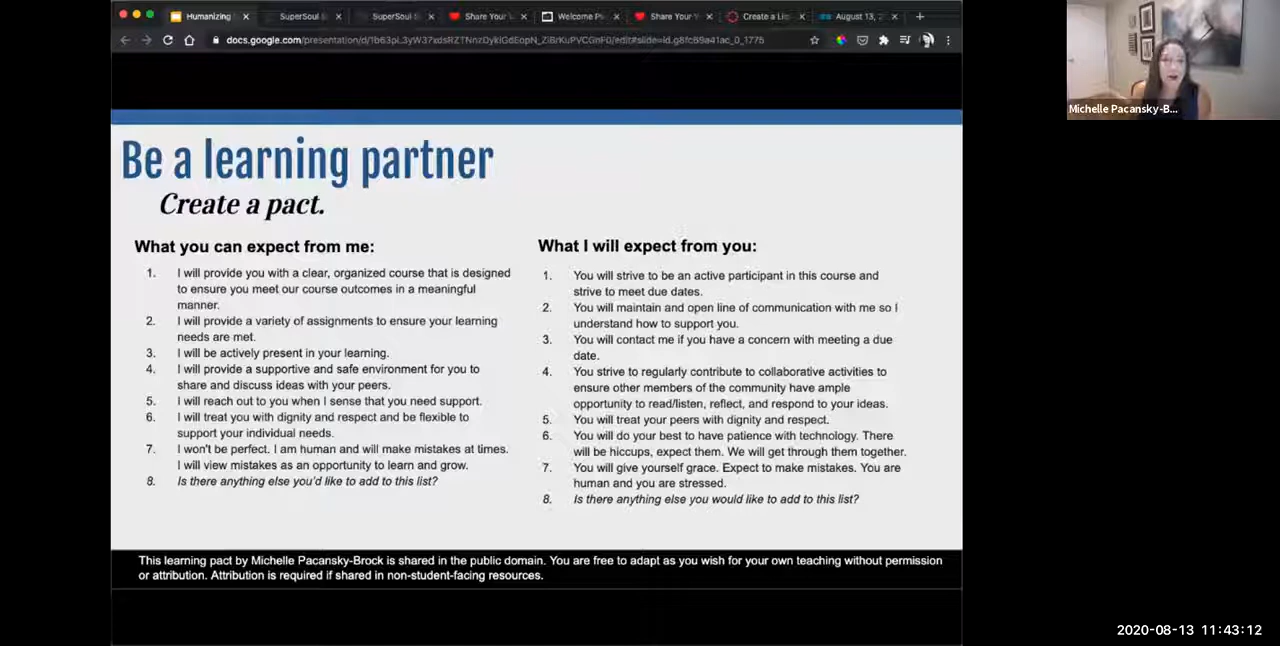 Humanizing
SuperSoul
SuperSoul
Share Your
Welcome P
Share Your
Create a Li
August 13, 2
docs.google.com
Michelle Pacansky-B...
Be a learning partner
Create a pact.
What you can expect from me:
1. I will provide you with a clear, organized course that is designed
to ensure you meet our course outcomes in a meaningful
manner.
2. I will provide a variety of assignments to ensure your learning
needs are met.
3. I will be actively present in your learning.
4. I will provide a supportive and safe environment for you to
share and discuss ideas with your peers.
5. I will reach out to you when I sense that you need support.
6. I will treat you with dignity and respect and be flexible to
support your individual needs.
7. I won't be perfect. I am human and will make mistakes at times.
I will view mistakes as an opportunity to learn and grow.
8. Is there anything else you'd like to add to this list?
What I will expect from you:
1. You will strive to be an active participant in this course and
strive to meet due dates.
2. You will maintain and open line of communication with me so I
understand how to support you.
3. You will contact me if you have a concern with meeting a due
date.
4. You strive to regularly contribute to collaborative activities to
ensure other members of the community have ample
opportunity to read/listen, reflect, and respond to your ideas.
5. You will treat your peers with dignity and respect.
6. You will do your best to have patience with technology. There
will be hiccups, expect them. We will get through them together.
7. You will give yourself grace. Expect to make mistakes. You are
human and you are stressed.
8. Is there anything else you would like to add to this list?
This learning pact by Michelle Pacansky-Brock is shared in the public domain. You are free to adapt as you wish for your own teaching without permission
or attribution. Attribution is required if shared in non-student-facing resources.
2020-08-13 11:43:12